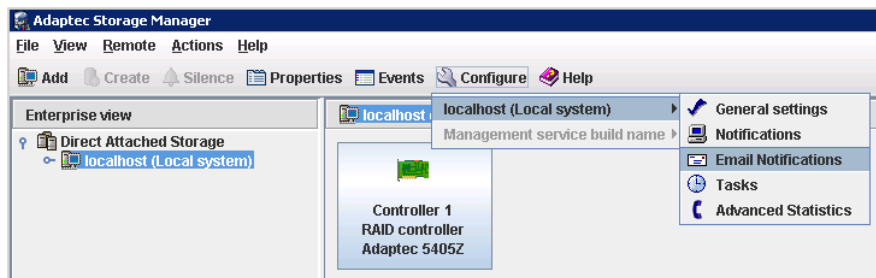 Adaptec Storage Manager
File View Remote Actions Help
Add Create Silence Properties Events Configure Help
Enterprise view
Direct Attached Storage
localhost (Local system)
localhost
localhost (Local system)
Management service build name
General settings
Notifications
Email Notifications
Tasks
Advanced Statistics
Controller 1
RAID controller
Adaptec 5405Z